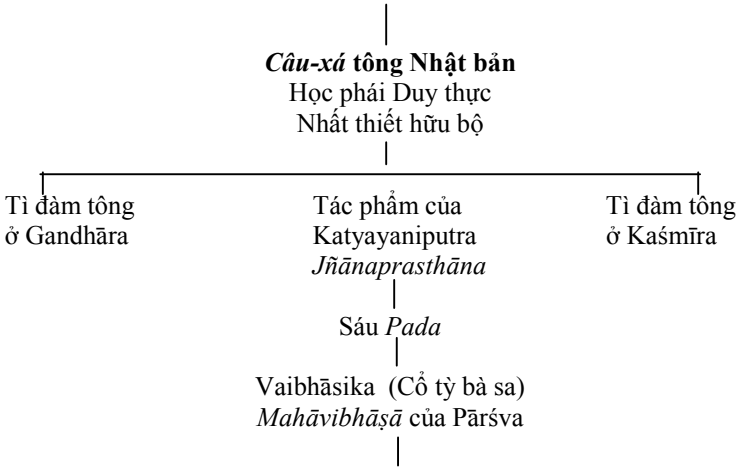 Câu-xá tông Nhật bản
Học phái Duy thực
Nhất thiết hữu bộ
Tì đàm tông
ở Gandhāra
Tác phẩm của
Katyayaniputra
Jñānaprasthāna
Tì đàm tông
ở Kaśmīra
Sáu Pada
Vaibhāsika (Cổ tỳ bà sa)
Mahāvibhāṣā của Pārśva